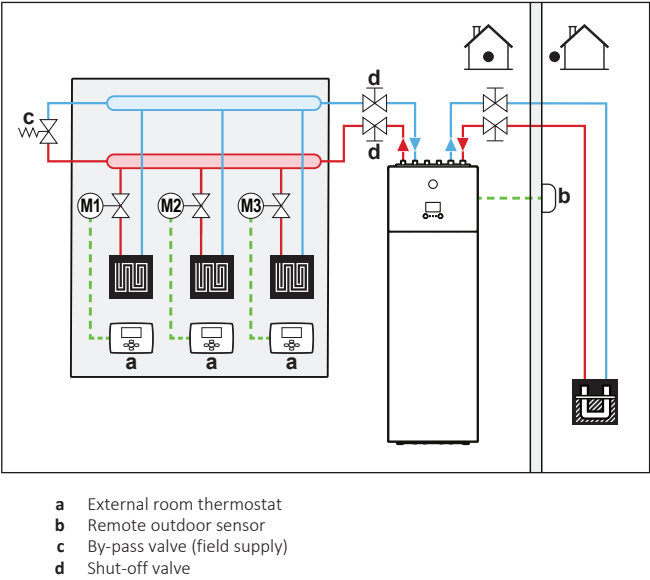 d
c
d
M1 M2 M3
b
a a a
a External room thermostat
b Remote outdoor sensor
c By-pass valve (field supply)
d Shut-off valve